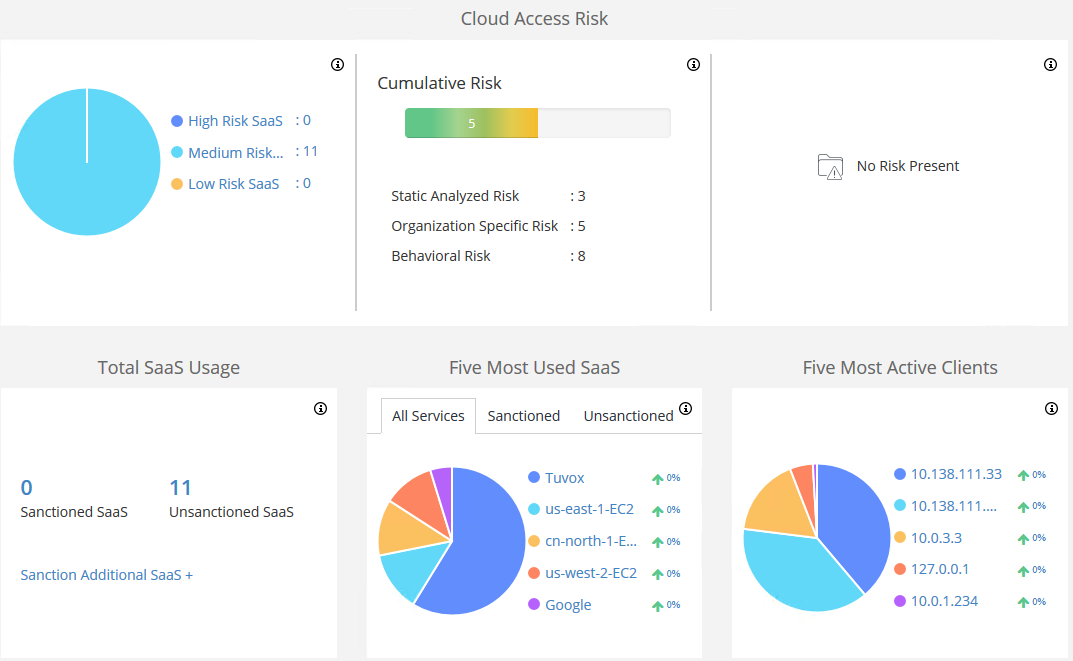 Cloud Access Risk
High Risk SaaS : 0
Medium Risk... : 11
Low Risk SaaS : 0
Cumulative Risk
5
Static Analyzed Risk : 3
Organization Specific Risk : 5
Behavioral Risk : 8
No Risk Present
Total SaaS Usage
0
Sanctioned SaaS
11
Unsanctioned SaaS
Sanction Additional SaaS +
Five Most Used SaaS
All Services Sanctioned Unsanctioned
Tuvox 0%
us-east-1-EC2 0%
cn-north-1-E... 0%
us-west-2-EC2 0%
Google 0%
Five Most Active Clients
10.138.111.33 0%
10.138.111.... 0%
10.0.3.3 0%
127.0.0.1 0%
10.0.1.234 0%